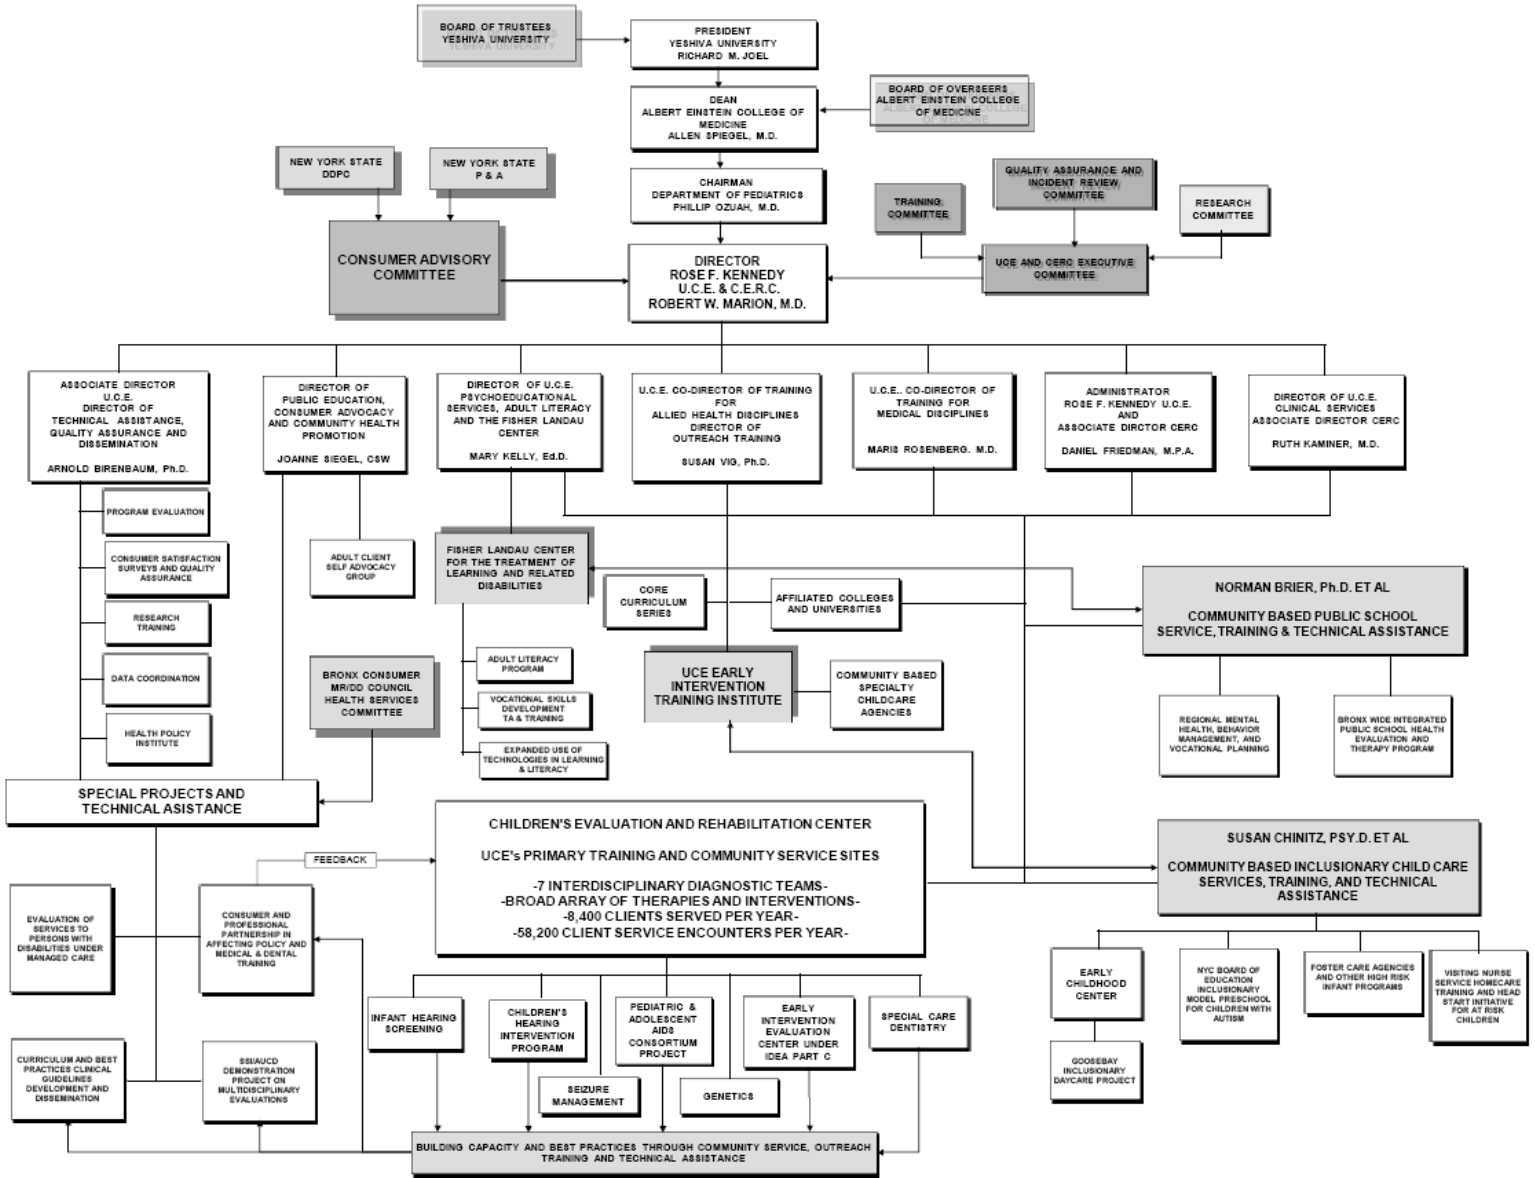 BOARD OF TRUSTEES
YESHIVA UNIVERSITY
PRESIDENT
YESHIVA UNIVERSITY
RICHARD M. JOEL
DEAN
ALBERT EINSTEIN COLLEGE OF
MEDICINE
ALLEN SPIEGEL, M.D.
BOARD OF OVERSEERS
ALBERT EINSTEIN COLLEGE
OF MEDICINE
NEW YORK STATE
DDPC
NEW YORK STATE
P & A
CHAIRMAN
DEPARTMENT OF PEDIATRICS
PHILLIP OZUAH, M.D.
TRAINING
COMMITTEE
QUALITY ASSURANCE AND
INCIDENT REVIEW
COMMITTEE
RESEARCH
COMMITTEE
CONSUMER ADVISORY
COMMITTEE
DIRECTOR
ROSE F. KENNEDY
U.C.E. & C.E.R.C.
ROBERT W. MARION, M.D.
UCE AND CERC EXECUTIVE
COMMITTEE
ASSOCIATE DIRECTOR
U.C.E.
DIRECTOR OF
TECHNICAL ASSISTANCE,
QUALITY ASSURANCE AND
DISSEMINATION
ARNOLD BIRENBAUM, Ph.D.
DIRECTOR OF
PUBLIC EDUCATION,
CONSUMER ADVOCACY
AND COMMUNITY HEALTH
PROMOTION
JOANNE SIEGEL, CSW
DIRECTOR OF U.C.E.
PSYCHOEDUCATIONAL
SERVICES, ADULT LITERACY
AND THE FISHER LANDAU
CENTER
MARY KELLY, Ed.D.
U.C.E. CO-DIRECTOR OF TRAINING
FOR
ALLIED HEALTH DISCIPLINES
DIRECTOR OF
OUTREACH TRAINING
SUSAN VIG, Ph.D.
U.C.E.. CO-DIRECTOR OF
TRAINING FOR
MEDICAL DISCIPLINES
MARIS ROSENBERG. M.D.
ADMINISTRATOR
ROSE F. KENNEDY U.C.E.
AND
ASSOCIATE DIRCTOR CERC
DANIEL FRIEDMAN, M.P.A.
DIRECTOR OF U.C.E.
CLINICAL SERVICES
ASSOCIATE DIRECTOR CERC
RUTH KAMINER, M.D.
PROGRAM EVALUATION
CONSUMER SATISFACTION
SURVEYS AND QUALITY
ASSURANCE
RESEARCH
TRAINING
DATA COORDINATION
HEALTH POLICY
INSTITUTE
ADULT CLIENT
SELF ADVOCACY
GROUP
BRONX CONSUMER
MR/DD COUNCIL
HEALTH SERVICES
COMMITTEE
FISHER LANDAU CENTER
FOR THE TREATMENT OF
LEARNING AND RELATED
DISABILITIES
ADULT LITERACY
PROGRAM
VOCATIONAL SKILLS
DEVELOPMENT
TA & TRAINING
EXPANDED USE OF
TECHNOLOGIES IN LEARNING
& LITERACY
CORE
CURRICULUM
SERIES
AFFILIATED COLLEGES
AND UNIVERSITIES
UCE EARLY
INTERVENTION
TRAINING INSTITUTE
COMMUNITY BASED
SPECIALTY
CHILDCARE
AGENCIES
NORMAN BRIER, Ph.D. ET AL
COMMUNITY BASED PUBLIC SCHOOL
SERVICE, TRAINING & TECHNICAL ASSISTANCE
REGIONAL MENTAL
HEALTH, BEHAVIOR
MANAGEMENT, AND
VOCATIONAL PLANNING
BRONX WIDE INTEGRATED
PUBLIC SCHOOL HEALTH
EVALUATION AND
THERAPY PROGRAM
SPECIAL PROJECTS AND
TECHNICAL ASISTANCE
FEEDBACK
CHILDREN'S EVALUATION AND REHABILITATION CENTER
UCE's PRIMARY TRAINING AND COMMUNITY SERVICE SITES
-7 INTERDISCIPLINARY DIAGNOSTIC TEAMS-
-BROAD ARRAY OF THERAPIES AND INTERVENTIONS-
-8,400 CLIENTS SERVED PER YEAR-
-58,200 CLIENT SERVICE ENCOUNTERS PER YEAR-
SUSAN CHINITZ, PSY.D. ET AL
COMMUNITY BASED INCLUSIONARY CHILD CARE
SERVICES, TRAINING, AND TECHNICAL
ASSISTANCE
EVALUATION OF
SERVICES TO
PERSONS WITH
DISABILITIES UNDER
MANAGED CARE
CONSUMER AND
PROFESSIONAL
PARTNERSHIP IN
AFFECTING POLICY AND
MEDICAL & DENTAL
TRAINING
EARLY
CHILDHOOD
CENTER
NYC BOARD OF
EDUCATION
INCLUSIONARY
MODEL PRESCHOOL
FOR CHILDREN WITH
AUTISM
FOSTER CARE AGENCIES
AND OTHER HIGH RISK
INFANT PROGRAMS
VISITING NURSE
SERVICE HOMECARE
TRAINING AND HEAD
START INITIATIVE
FOR AT RISK
CHILDREN
INFANT HEARING
SCREENING
CHILDREN'S
HEARING
INTERVENTION
PROGRAM
PEDIATRIC &
ADOLESCENT
AIDS
CONSORTIUM
PROJECT
EARLY
INTERVENTION
EVALUATION
CENTER UNDER
IDEA PART C
SPECIAL CARE
DENTISTRY
CURRICULUM AND BEST
PRACTICES CLINICAL
GUIDELINES
DEVELOPMENT AND
DISSEMINATION
SSI/AUCD
DEMONSTRATION
PROJECT ON
MULTIDISCIPLINARY
EVALUATIONS
SEIZURE
MANAGEMENT
GENETICS
GOOSEBAY
INCLUSIONARY
DAYCARE PROJECT
BUILDING CAPACITY AND BEST PRACTICES THROUGH COMMUNITY SERVICE, OUTREACH
TRAINING AND TECHNICAL ASSISTANCE